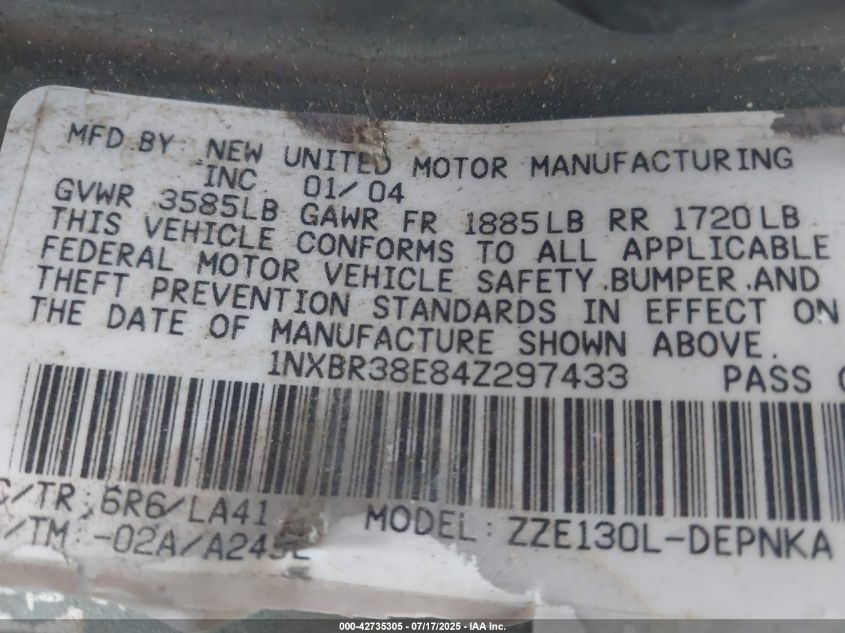 MFD BY NEW UNITED MOTOR MANUFACTURING
INC 01/04
GVWR 3585LB GAWR FR 1885LB RR 1720LB
THIS VEHICLE CONFORMS TO ALL APPLICABLE
FEDERAL MOTOR VEHICLE SAFETY,BUMPER,AND
THEFT PREVENTION STANDARDS IN EFFECT ON
THE DATE OF MANUFACTURE SHOWN ABOVE.
1NXBR38E84Z297433 PASS
/TR: 6R6/LA41 MODEL: ZZE130L-DEPNKA
/TM: -02A/A245E
000-42735305 / 07/17/2025 - IAA Inc.